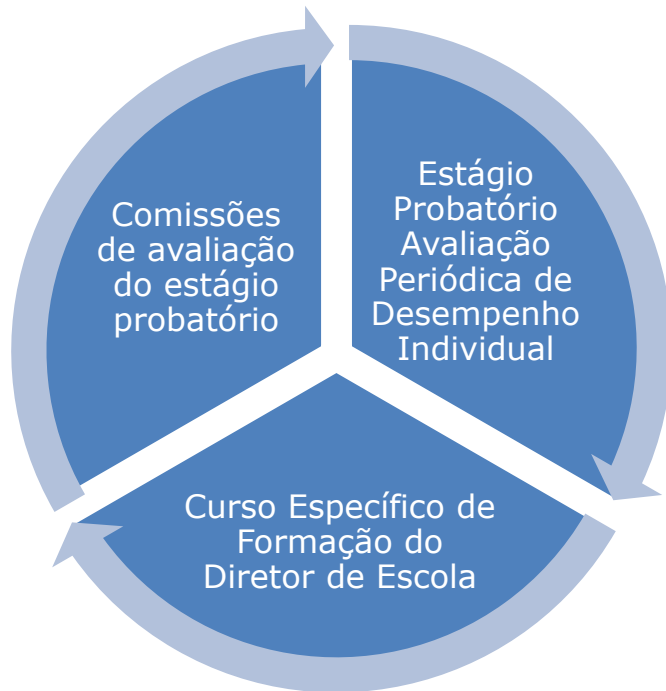 Comissões
de avaliação
do estágio
probatório
Estágio
Probatório
Avaliação
Periódica de
Desempenho
Individual
Curso Específico de
Formação do
Diretor de Escola